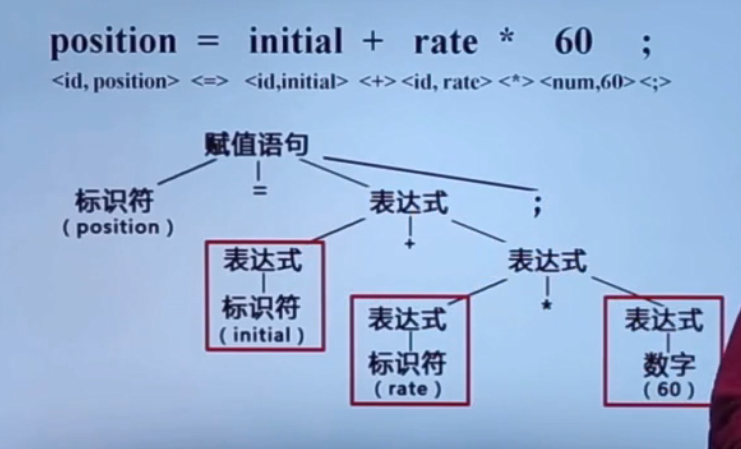 position = initial + rate * 60 ;
<id, position> <=> <id,initial> <+> <id, rate> <*> <num,60> <;>
赋值语句
标识符 = 表达式 ;
(position)
+
表达式 表达式
标识符
(initial)
*
表达式 表达式
标识符 数字
(rate) (60)